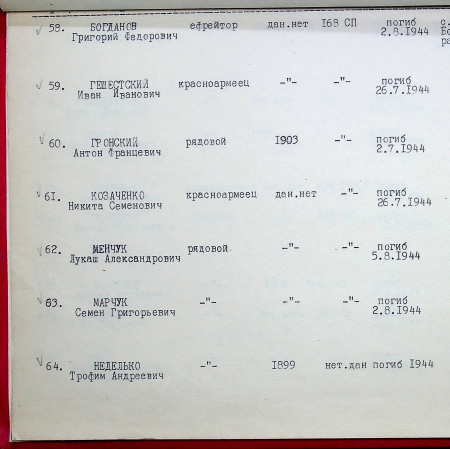 58. БОГДАНОВ ефрейтор дан.нет 168 СП погиб с.
Григорий Федорович 2.8.1944
59. ГЕШЕСТСКИЙ красноармеец -"- -"- погиб
Иван Иванович 26.7.1944
60. ГРОНСКИЙ рядовой 1903 -"- погиб
Антон Францевич 2.7.1944
61. КОЗАЧЕНКО красноармеец дан.нет -"- погиб
Никита Семенович 26.7.1944
62. МЕНЧУК рядовой -"- -"- погиб
Лукаш Александрович 5.8.1944
63. МАРЧУК -"- -"- -"- погиб
Семен Григорьевич 2.8.1944
64. НЕДЕЛЬКО -"- 1899 нет.дан погиб 1944
Трофим Андреевич